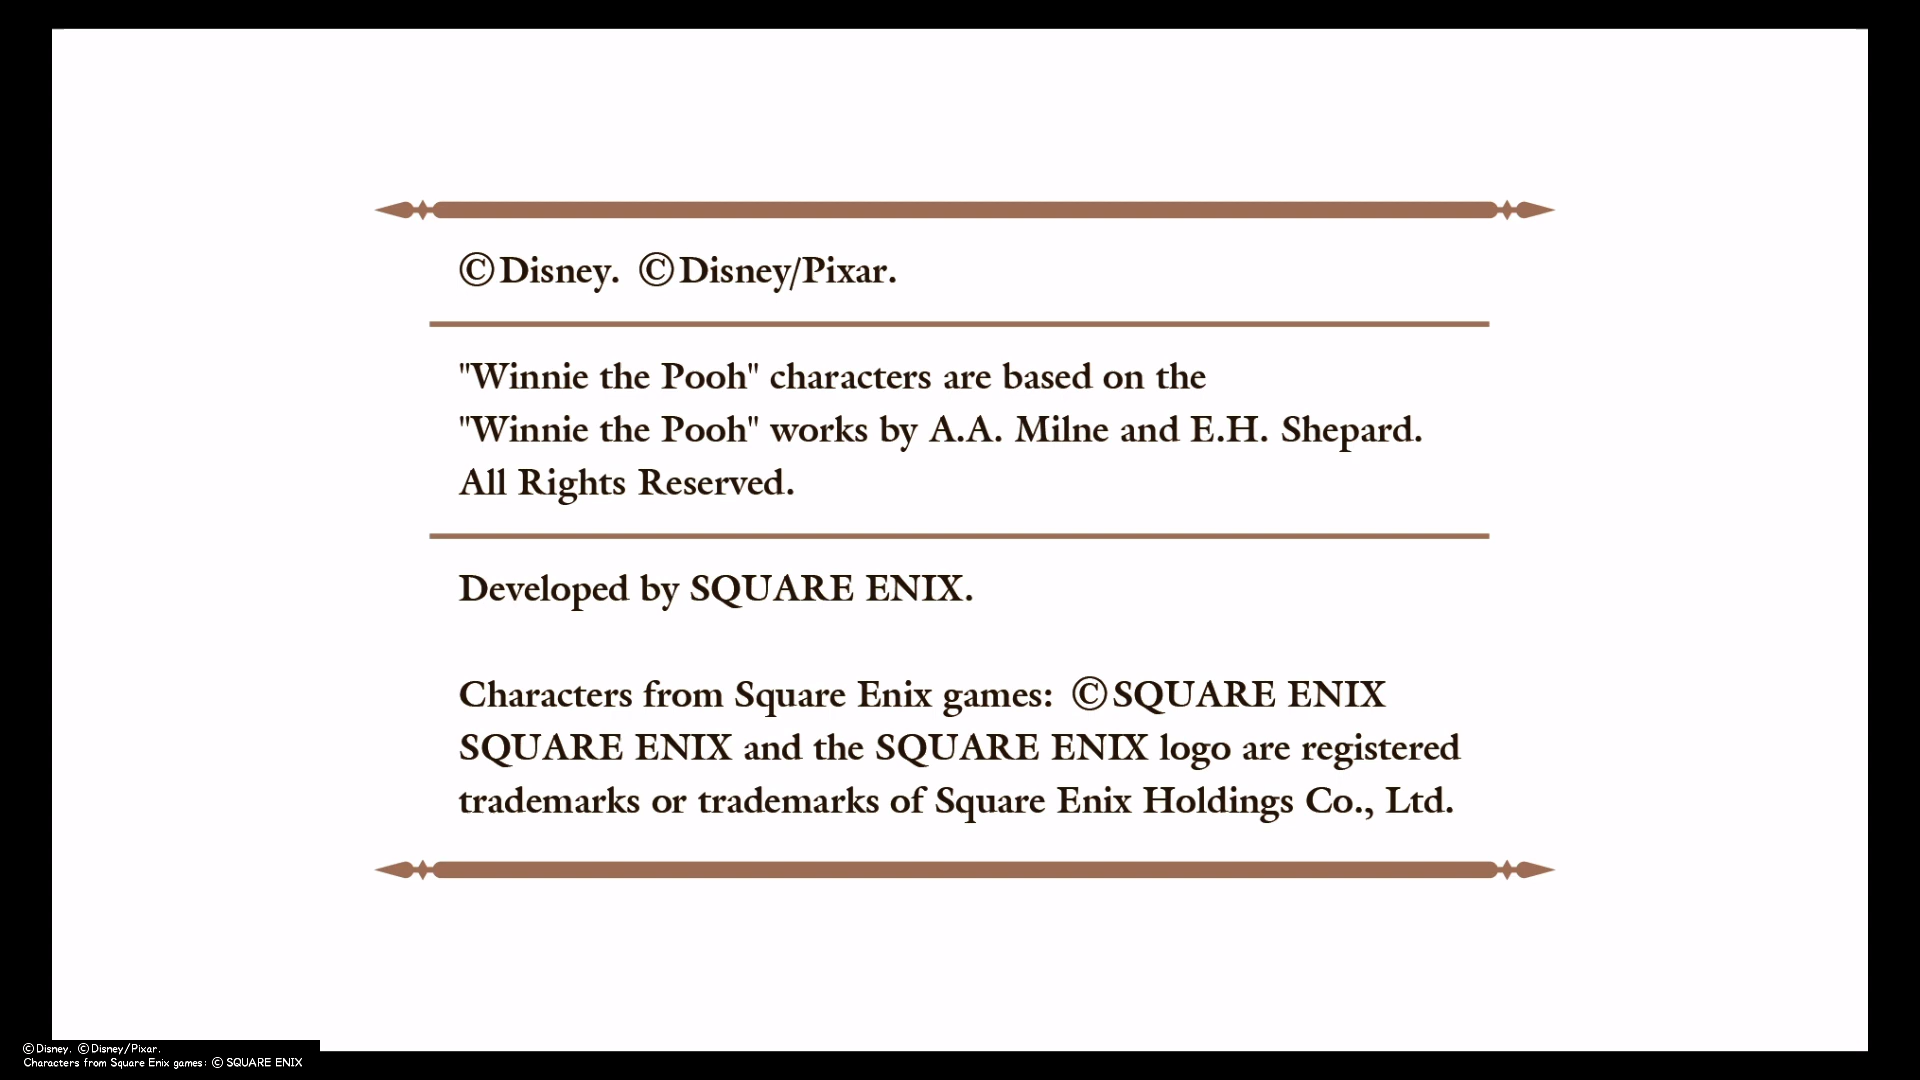 ©Disney. ©Disney/Pixar.
"Winnie the Pooh" characters are based on the
"Winnie the Pooh" works by A.A. Milne and E.H. Shepard.
All Rights Reserved.
Developed by SQUARE ENIX.
Characters from Square Enix games: ©SQUARE ENIX
SQUARE ENIX and the SQUARE ENIX logo are registered
trademarks or trademarks of Square Enix Holdings Co., Ltd.
©Disney. ©Disney/Pixar.
Characters from Square Enix games: © SQUARE ENIX